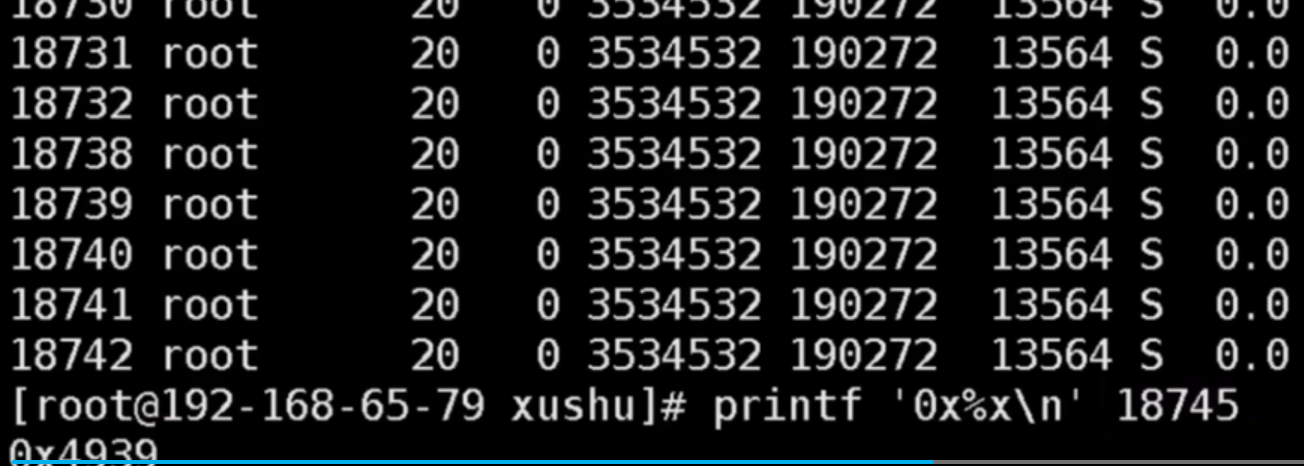 18730 root 20 0 3534532 190272 13564 S 0.0
18731 root 20 0 3534532 190272 13564 S 0.0
18732 root 20 0 3534532 190272 13564 S 0.0
18738 root 20 0 3534532 190272 13564 S 0.0
18739 root 20 0 3534532 190272 13564 S 0.0
18740 root 20 0 3534532 190272 13564 S 0.0
18741 root 20 0 3534532 190272 13564 S 0.0
18742 root 20 0 3534532 190272 13564 S 0.0
[root@192-168-65-79 xushu]# printf '0x%x\n' 18745
0x4939